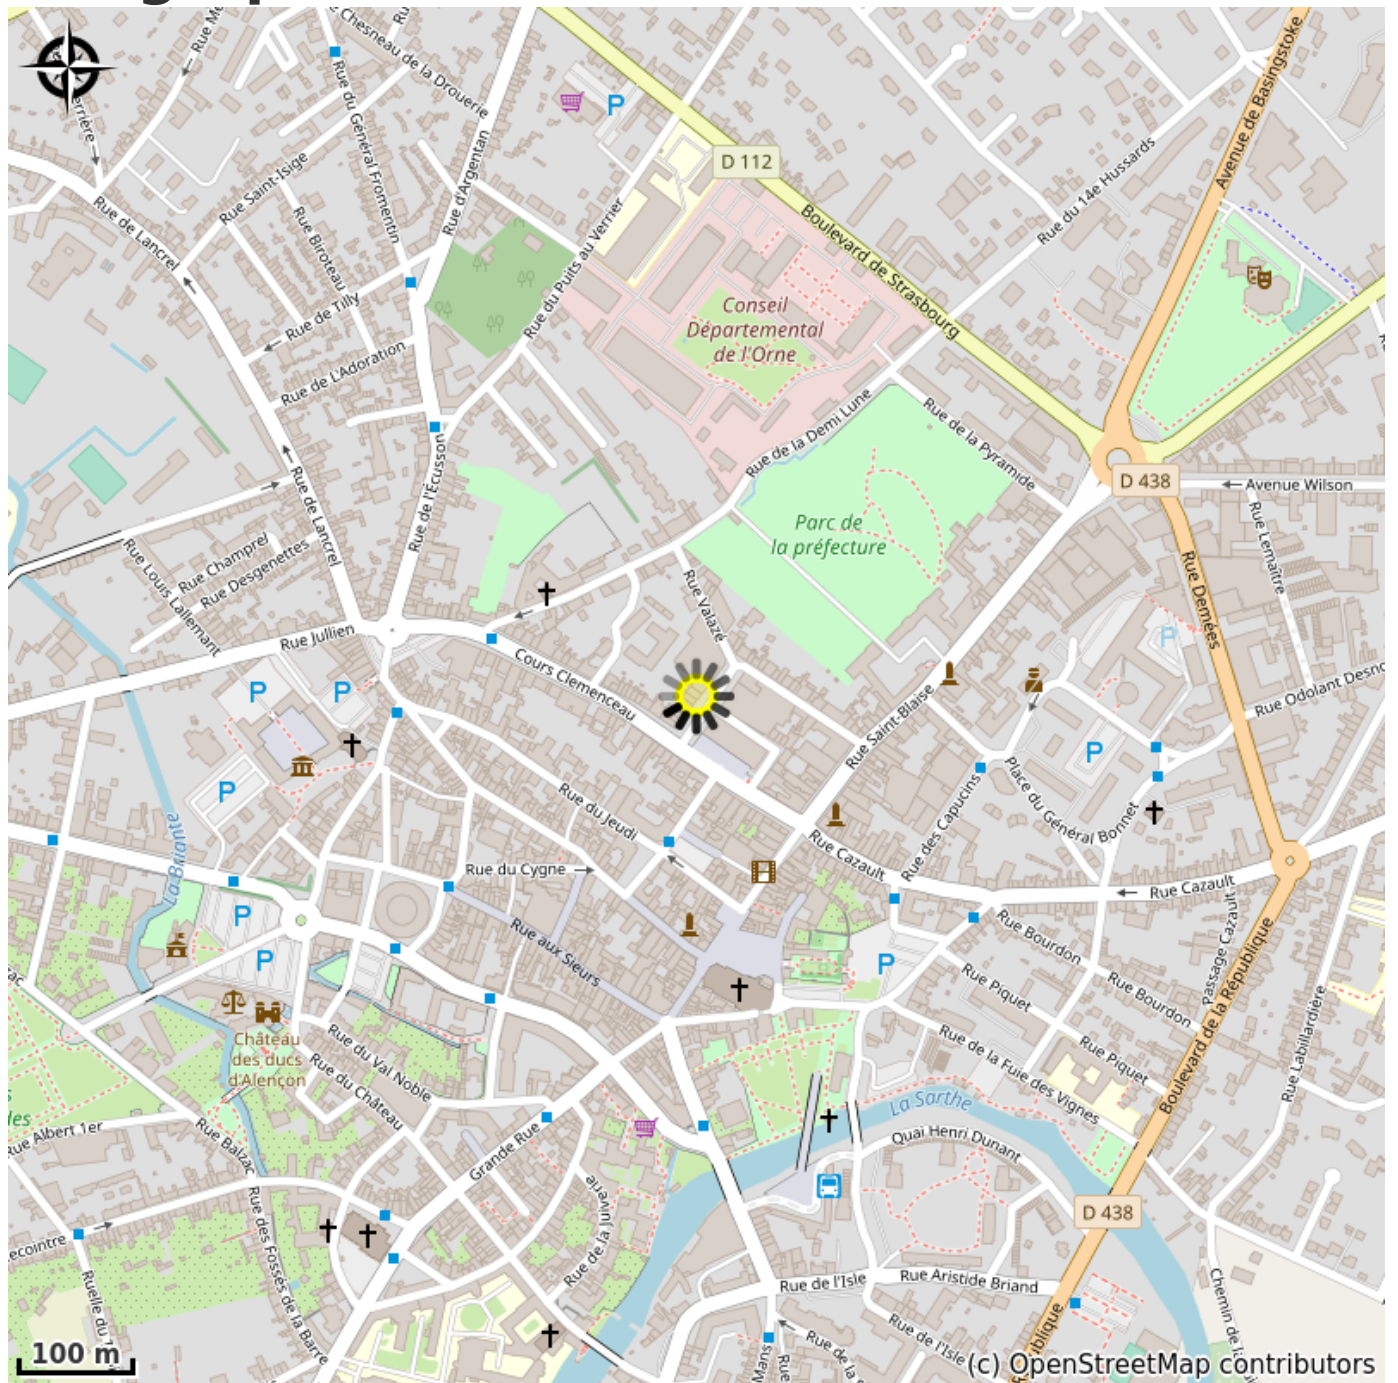 Rue du Général Fromentin
Chesneau de la Drouerie
Rue d'Argentan
Avenue de Basingstoke
D 112
Rue du 14e Hussards
Rue Saint-Isige
Rue de Lancrel
Rue Biroteau
Rue du Puits au Verrier
Boulevard de Strasbourg
Rue de Tilly
Conseil
Départemental
de l'Orne
Rue de L'Adoration
Rue de la Demi Lune
Rue de la Pyramide
Rue de l'Écusson
Rue de Lancrel
D 438
Avenue Wilson
Rue Lemaître
Parc de
la préfecture
Rue Louis Lallemant
Rue Champrel
Rue Desgenettes
Rue Demées
Rue Valazé
Rue Jullien
Cours Clemenceau
P
P
P
P
P
Rue Saint-Blaise
Rue Odolant Desno
Place du Général Bonnet
Rue du Jeudi
Rue des Capucins
La Briante
Rue du Cygne
Rue Cazault
Rue Cazault
Passage Cazault
P
P
P
Rue aux Sieurs
Rue Bourdon
Rue Bourdon
Rue Piquet
Rue Piquet
Boulevard de la République
Rue Labillardière
Château
des ducs
d'Alençon
Rue du Val Noble
Rue du Château
Rue de la Fuie des Vignes
La Sarthe
Rue Albert 1er
Rue Balzac
Grande Rue
Quai Henri Dunant
Rue de la Juiverie
Rue des Fossés de la Barre
D 438
Rue de l'Isle
Rue Aristide Briand
Rue de l'Isle
Chemin de la
Ruelle du
100 m
(c) OpenStreetMap contributors